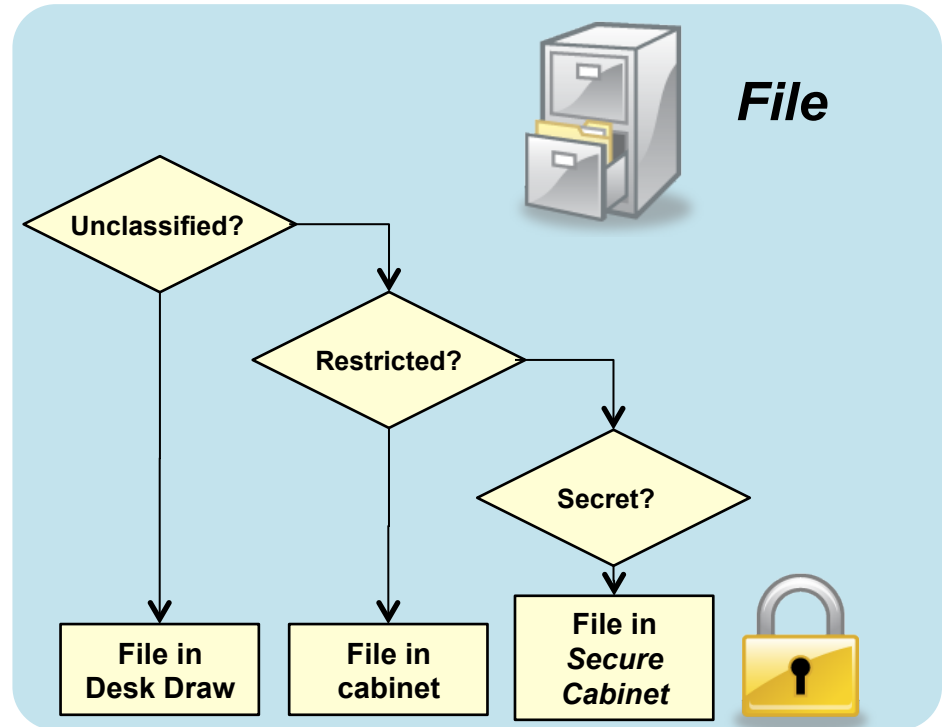 File
Unclassified?
Restricted?
Secret?
File in
Desk Draw
File in
cabinet
File in
Secure
Cabinet